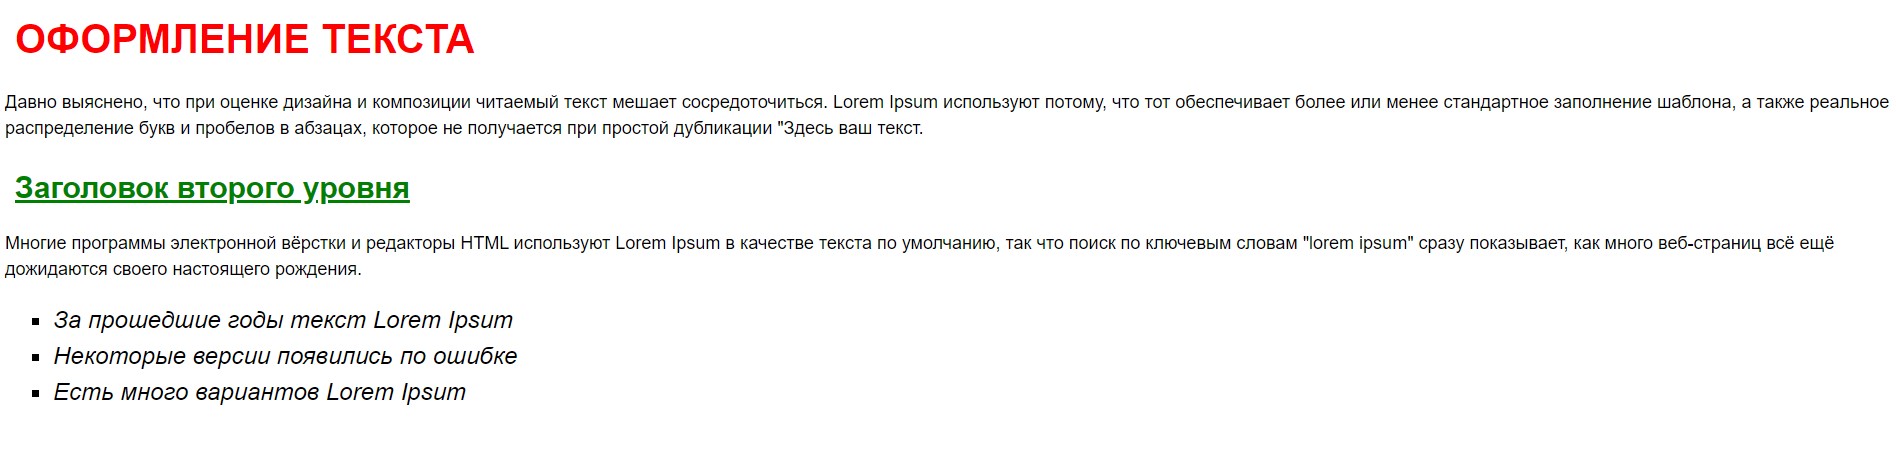 ОФОРМЛЕНИЕ ТЕКСТА
Давно выяснено, что при оценке дизайна и композиции читаемый текст мешает сосредоточиться. Lorem Ipsum используют потому, что тот обеспечивает более или менее стандартное заполнение шаблона, а также реальное
распределение букв и пробелов в абзацах, которое не получается при простой дубликации "Здесь ваш текст.
Заголовок второго уровня
Многие программы электронной вёрстки и редакторы HTML используют Lorem Ipsum в качестве текста по умолчанию, так что поиск по ключевым словам "lorem ipsum" сразу показывает, как много веб-страниц всё ещё
дожидаются своего настоящего рождения.
За прошедшие годы текст Lorem Ipsum
Некоторые версии появились по ошибке
Есть много вариантов Lorem Ipsum